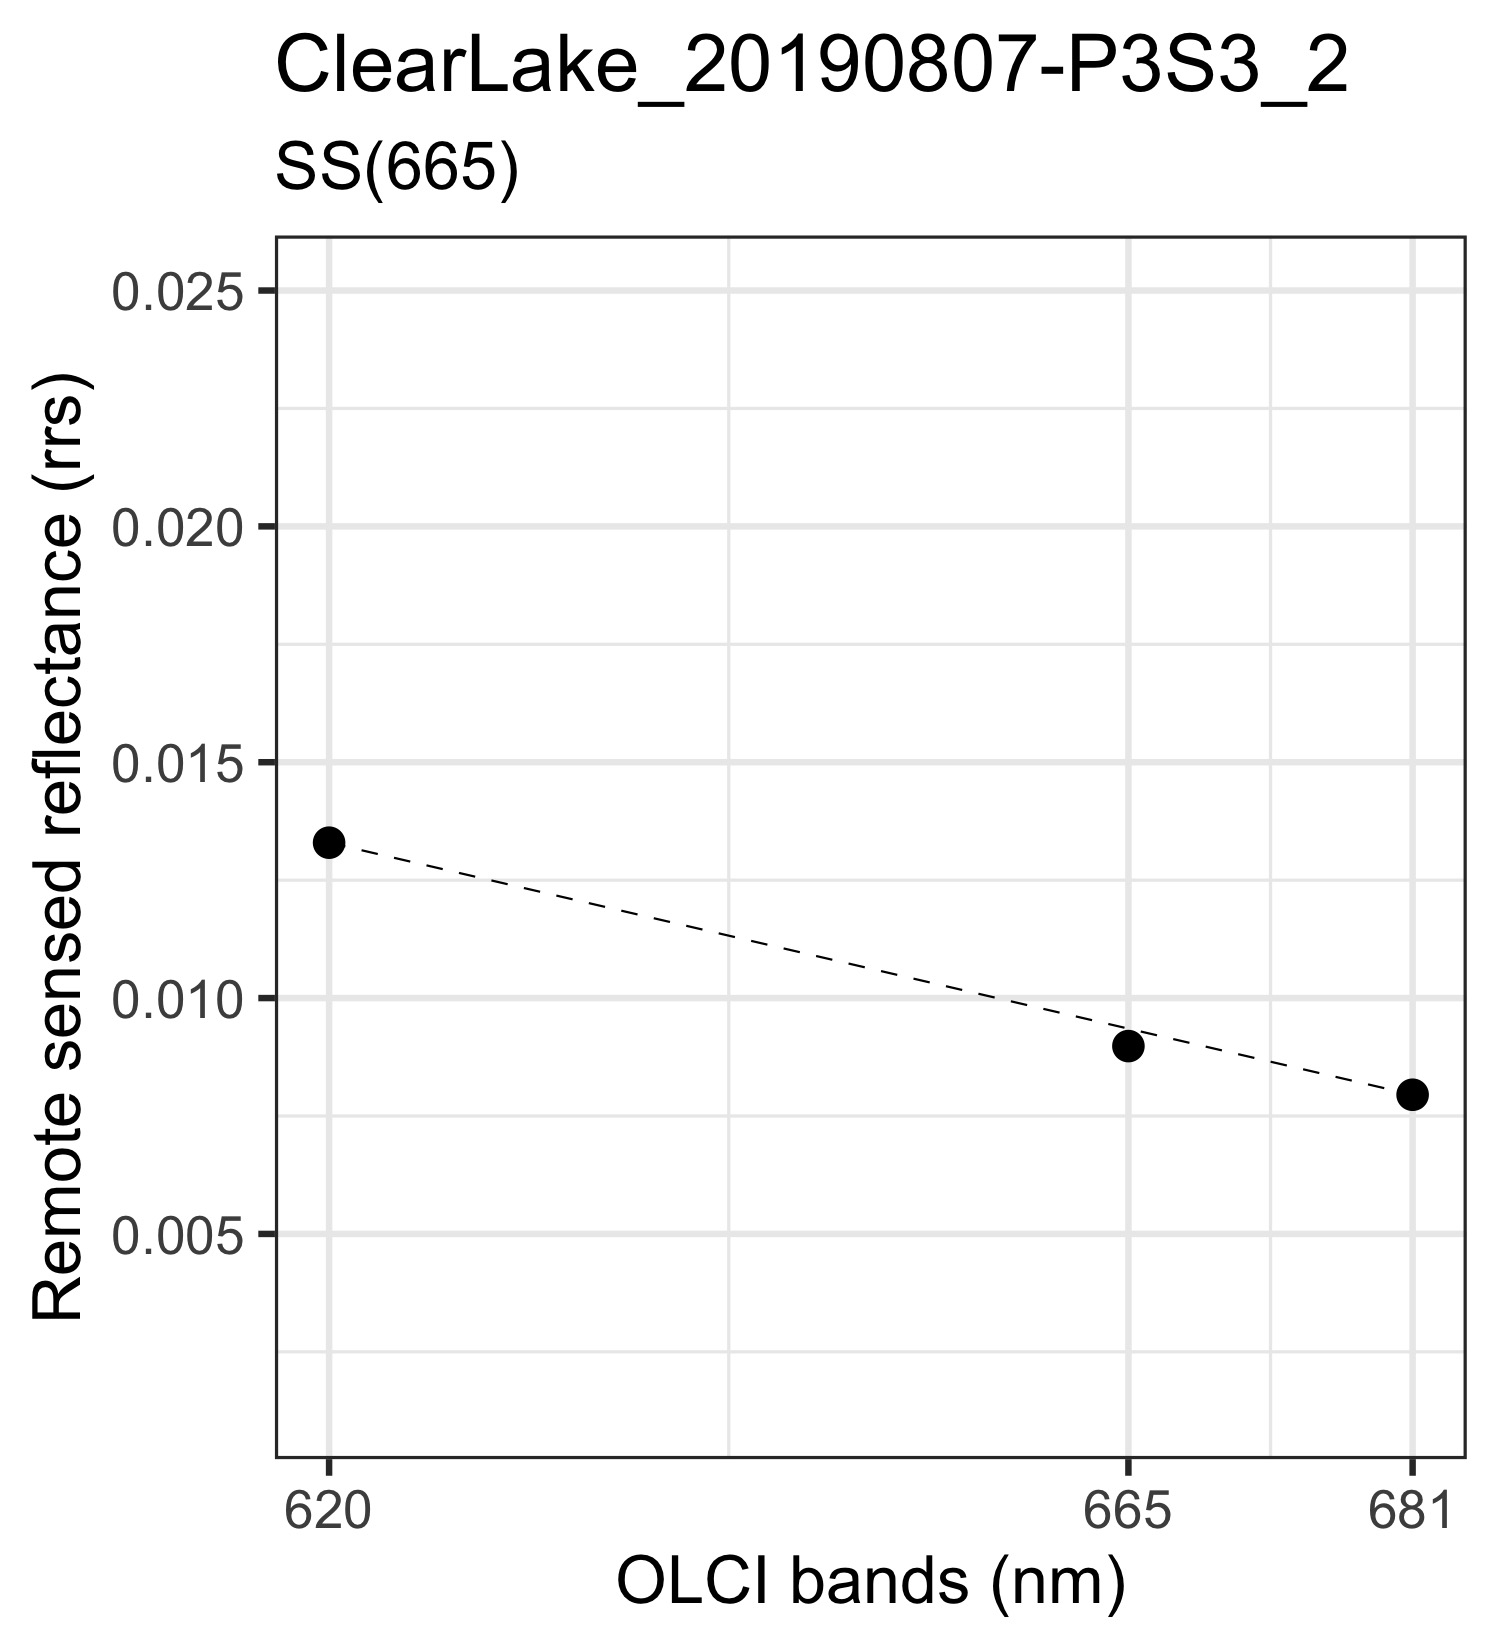 ClearLake_20190807-P3S3_2
SS(665)
Remote sensed reflectance (rrs)
0.025
0.020
0.015
0.010
0.005
620 665 681
OLCI bands (nm)